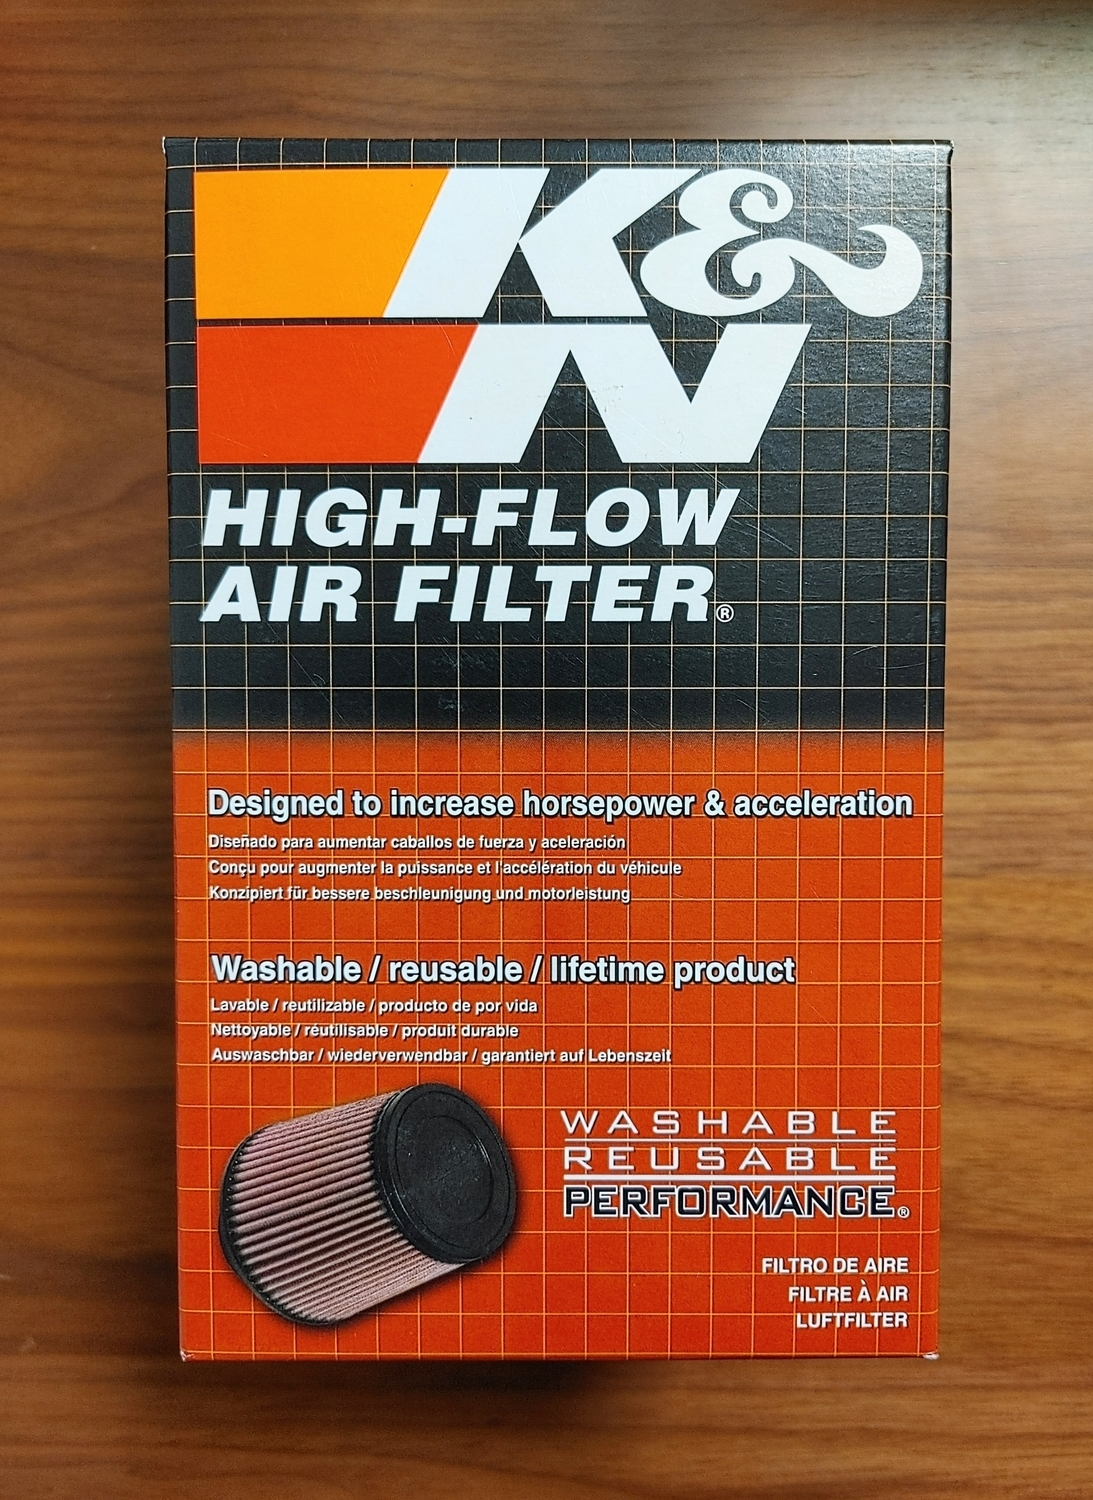 K&
N
HIGH-FLOW
AIR FILTER®
Designed to increase horsepower & acceleration
Diseñado para aumentar caballos de fuerza y aceleración
Conçu pour augmenter la puissance et l'accélération du véhicule
Konzipiert für bessere beschleunigung und motorleistung
Washable / reusable / lifetime product
Lavable / reutilizable / producto de por vida
Nettoyable / réutilisable / produit durable
Auswaschbar / wiederverwendbar / garantiert auf Lebenszeit
WASHABLE
REUSABLE
PERFORMANCE®
FILTRO DE AIRE
FILTRE À AIR
LUFTFILTER